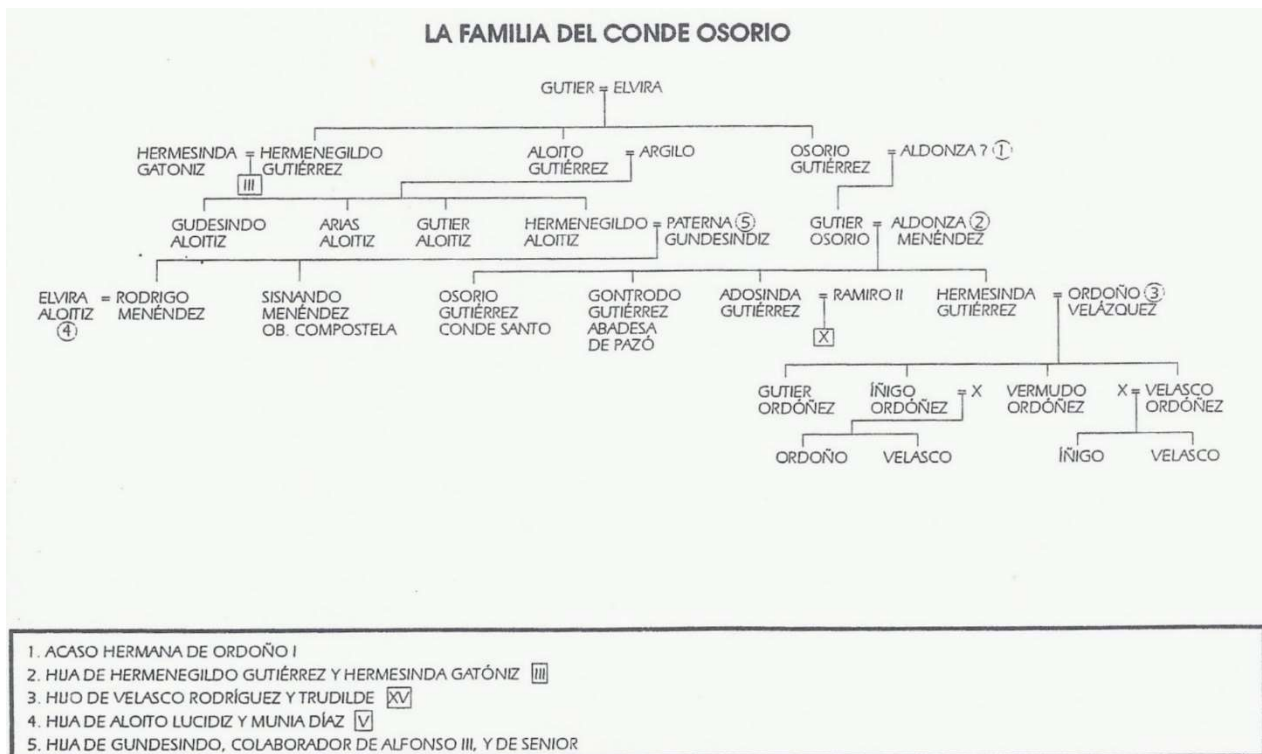 LA FAMILIA DEL CONDE OSORIO
GUTIER = ELVIRA
HERMESINDA = HERMENEGILDO
GATONIZ GUTIÉRREZ
III
ALOITO = ARGILO
GUTIÉRREZ
OSORIO = ALDONZA ? 1
GUTIÉRREZ
GUDESINDO
ALOITIZ
ARIAS
ALOITIZ
GUTIER
ALOITIZ
HERMENEGILDO = PATERNA 5
ALOITIZ GUNDESINDIZ
GUTIER = ALDONZA 2
OSORIO MENÉNDEZ
ELVIRA = RODRIGO
ALOITIZ MENÉNDEZ
4
SISNANDO
MENÉNDEZ
OB. COMPOSTELA
OSORIO
GUTIÉRREZ
CONDE SANTO
GONTRODO
GUTIÉRREZ
ABADESA
DE PAZÓ
ADOSINDA = RAMIRO II
GUTIÉRREZ
X
HERMESINDA = ORDOÑO 3
GUTIÉRREZ VELÁZQUEZ
GUTIER
ORDÓÑEZ
ÍÑIGO = X
ORDÓÑEZ
VERMUDO
ORDÓÑEZ
X = VELASCO
ORDÓÑEZ
ORDOÑO
VELASCO
ÍÑIGO
VELASCO
1. ACASO HERMANA DE ORDOÑO I
2. HIJA DE HERMENEGILDO GUTIÉRREZ Y HERMESINDA GATÓNIZ III
3. HIJO DE VELASCO RODRÍGUEZ Y TRUDILDE XV
4. HIJA DE ALOITO LUCIDIZ Y MUNIA DÍAZ V
5. HIJA DE GUNDESINDO, COLABORADOR DE ALFONSO III, Y DE SENIOR